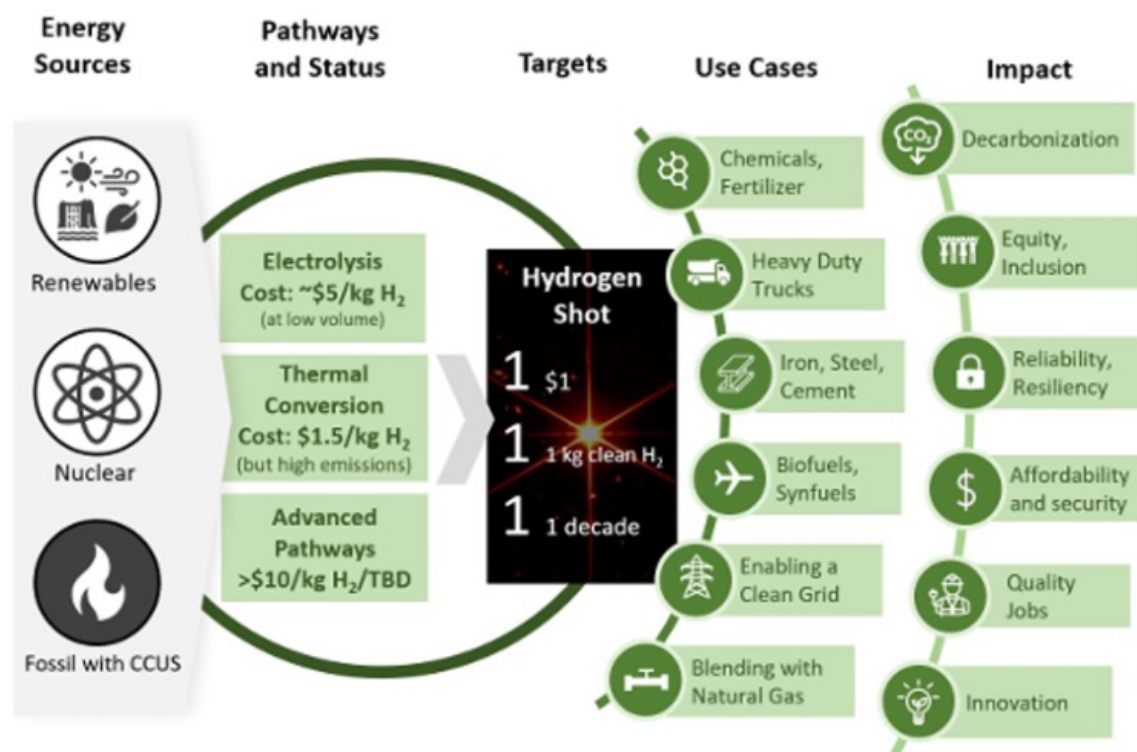 Energy
Sources
Pathways
and Status
Targets
Use Cases
Impact
Renewables
Nuclear
Fossil with CCUS
Electrolysis
Cost: ~$5/kg H₂
(at low volume)
Thermal
Conversion
Cost: $1.5/kg H₂
(but high emissions)
Advanced
Pathways
>$10/kg H₂/TBD
Hydrogen
Shot
1 $1
1 1 kg clean H₂
1 1 decade
Chemicals,
Fertilizer
Heavy Duty
Trucks
Iron, Steel,
Cement
Biofuels,
Synfuels
Enabling a
Clean Grid
Blending with
Natural Gas
CO₂
Decarbonization
Equity,
Inclusion
Reliability,
Resiliency
$
Affordability
and security
Quality
Jobs
Innovation